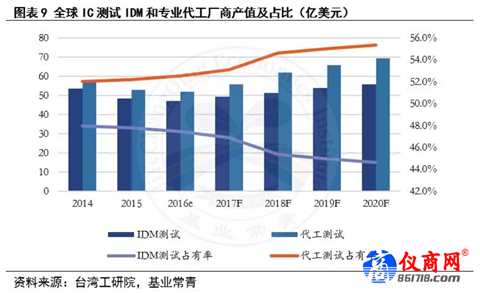 图表 9 全球 IC 测试 IDM 和专业代工厂商产值及占比（亿美元）
80 56.0%
70 54.0%
60 52.0%
50 50.0%
40
30 48.0%
20 46.0%
10 44.0%
0 42.0%
2014 2015 2016e 2017F 2018F 2019F 2020F
IDM测试 代工测试
IDM测试占有率 代工测试占有率
资料来源：台湾工研院，基业常青
仪商网®
861718.com